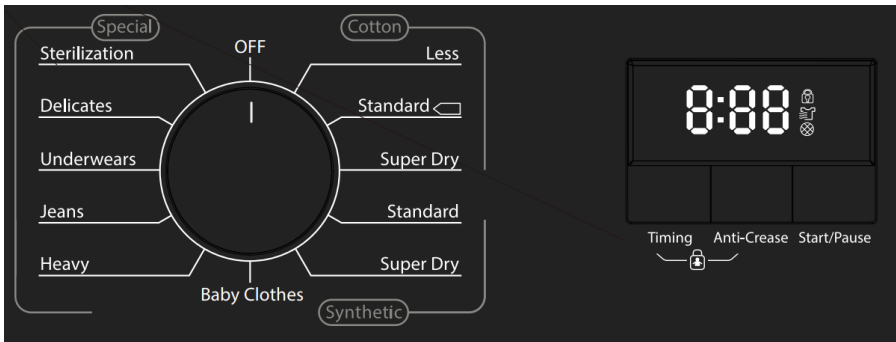 Special
Cotton
OFF
Sterilization
Less
Delicates
Standard
Underwears
Super Dry
Jeans
Standard
Heavy
Super Dry
Baby Clothes
Synthetic
8:88
Timing
Anti-Crease
Start/Pause